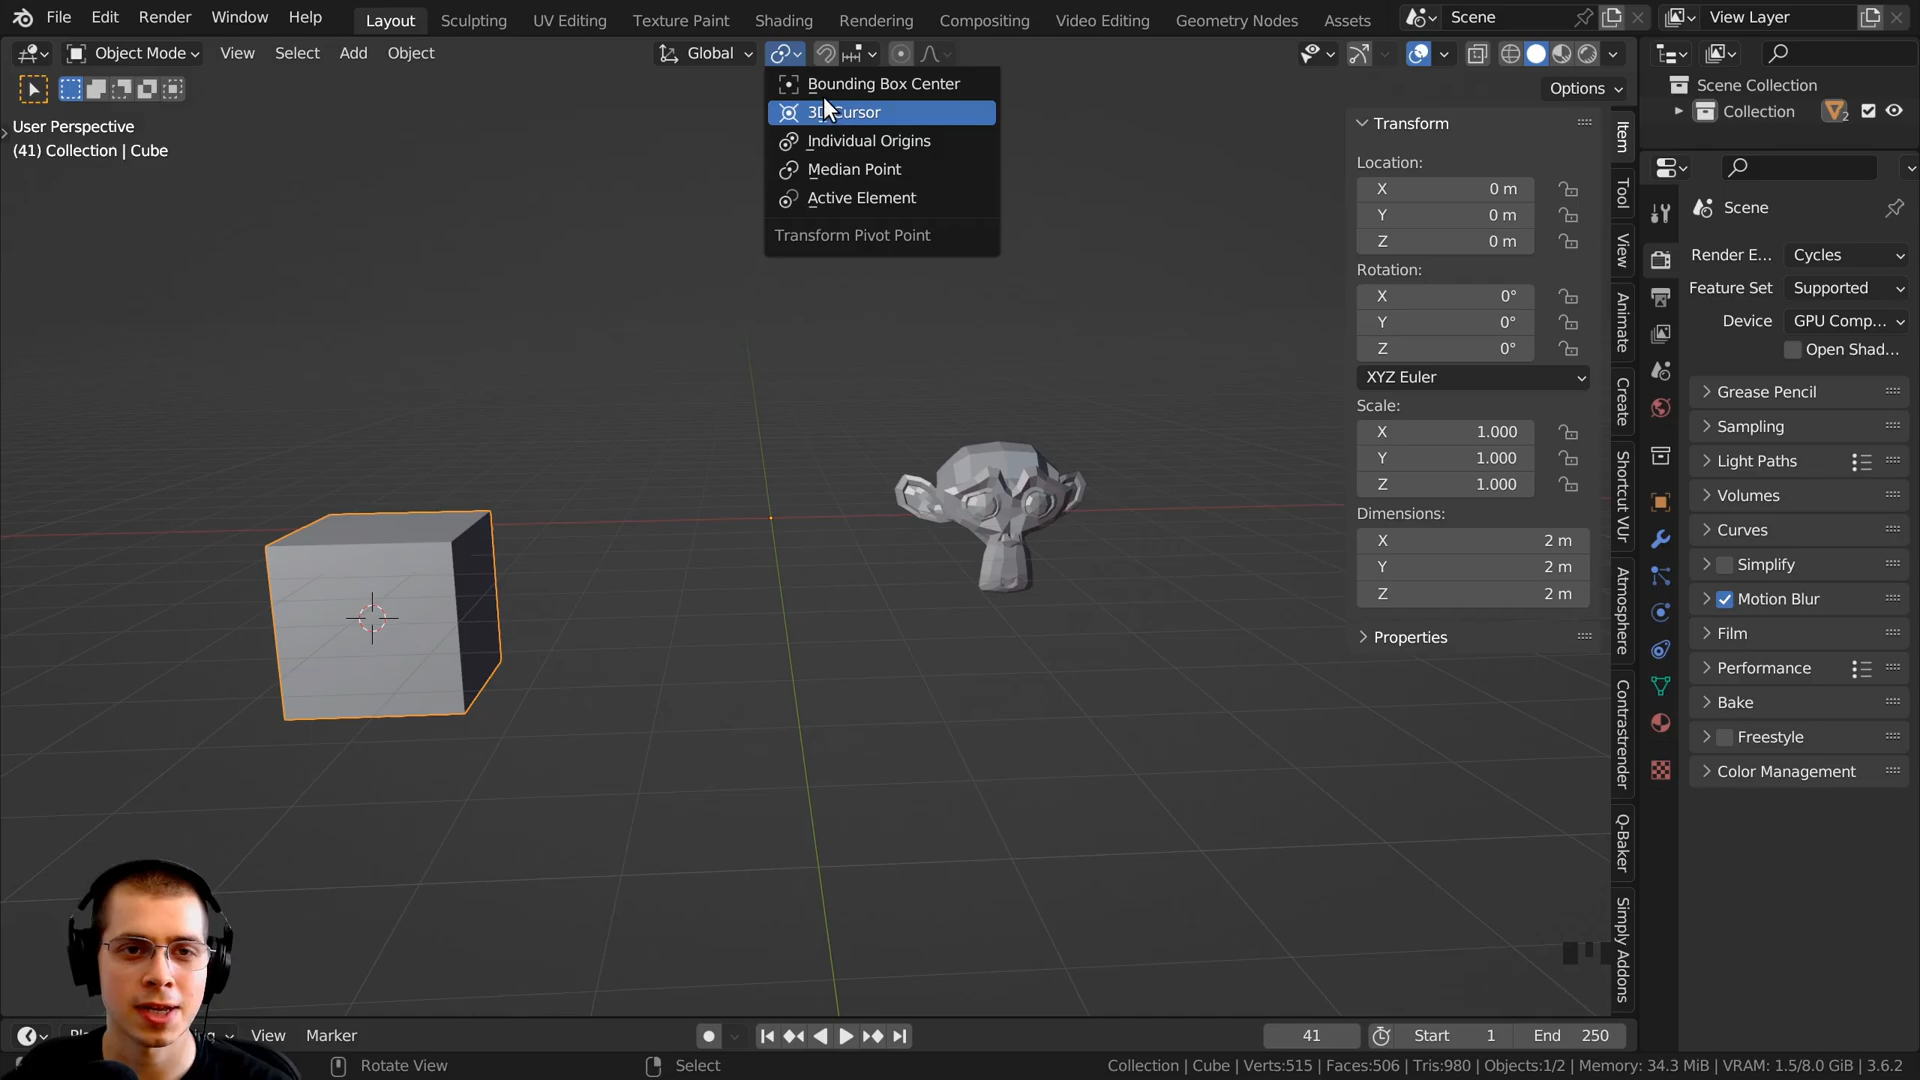 File Edit Render Window Help Layout Sculpting UV Editing Texture Paint Shading Rendering Compositing Video Editing Geometry Nodes Assets Scene View Layer
Object Mode View Select Add Object Global
Options
User Perspective
(41) Collection | Cube
Bounding Box Center
3D Cursor
Individual Origins
Median Point
Active Element
Transform Pivot Point
Transform
Location:
X 0 m
Y 0 m
Z 0 m
Rotation:
X 0°
Y 0°
Z 0°
XYZ Euler
Scale:
X 1.000
Y 1.000
Z 1.000
Dimensions:
X 2 m
Y 2 m
Z 2 m
Properties
Item
Tool
View
Animate
Create
Shortcut VUr
Atmosphere
Contrastrender
Q-Baker
Simply Addons
Scene Collection
Collection 2
Scene
Render E... Cycles
Feature Set Supported
Device GPU Comp...
Open Shad...
Grease Pencil
Sampling
Light Paths
Volumes
Curves
Simplify
Motion Blur
Film
Performance
Bake
Freestyle
Color Management
View Marker 41 Start 1 End 250
Rotate View Select Collection | Cube | Verts:515 | Faces:506 | Tris:980 | Objects:1/2 | Memory: 34.3 MiB | VRAM: 1.5/8.0 GiB | 3.6.2